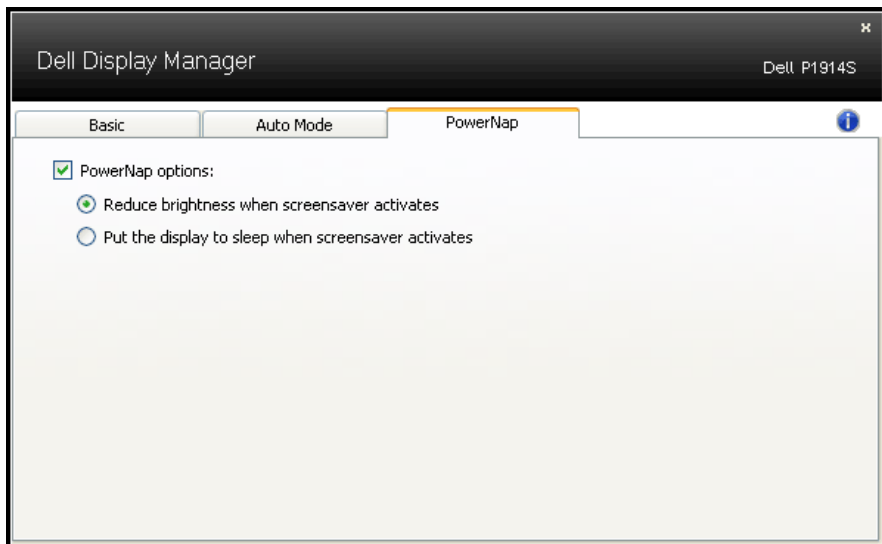 x
Dell Display Manager
Dell P1914S
Basic
Auto Mode
PowerNap
i
PowerNap options:
Reduce brightness when screensaver activates
Put the display to sleep when screensaver activates